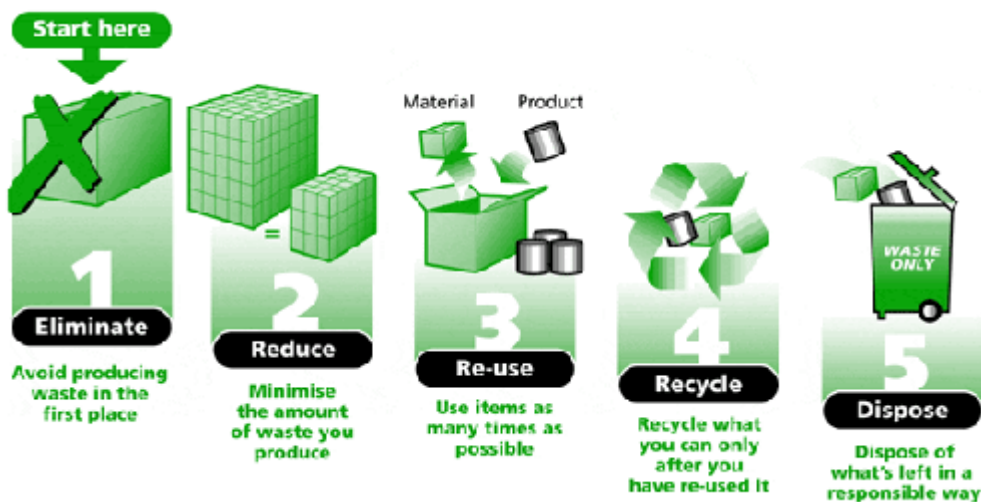 Start here
1
Eliminate
Avoid producing
waste in the
first place
=
2
Reduce
Minimise
the amount
of waste you
produce
Material Product
3
Re-use
Use items as
many times as
possible
4
Recycle
Recycle what
you can only
after you
have re-used it
WASTE
ONLY
5
Dispose
Dispose of
what's left in a
responsible way